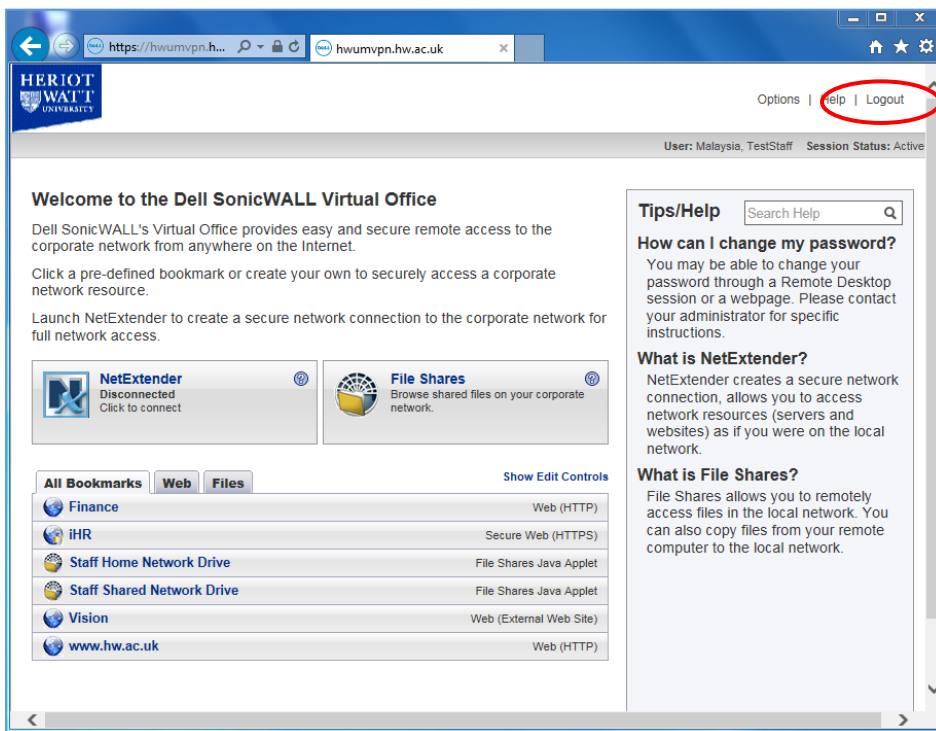 https://hwumvpn.h...
hwumvpn.hw.ac.uk
HERIOT
WATT
UNIVERSITY
Options | Help | Logout
User: Malaysia, TestStaff Session Status: Active
Welcome to the Dell SonicWALL Virtual Office
Dell SonicWALL's Virtual Office provides easy and secure remote access to the
corporate network from anywhere on the Internet.
Click a pre-defined bookmark or create your own to securely access a corporate
network resource.
Launch NetExtender to create a secure network connection to the corporate network for
full network access.
NetExtender
Disconnected
Click to connect
File Shares
Browse shared files on your corporate
network.
All Bookmarks Web Files Show Edit Controls
Finance Web (HTTP)
iHR Secure Web (HTTPS)
Staff Home Network Drive File Shares Java Applet
Staff Shared Network Drive File Shares Java Applet
Vision Web (External Web Site)
www.hw.ac.uk Web (HTTP)
Tips/Help Search Help
How can I change my password?
You may be able to change your
password through a Remote Desktop
session or a webpage. Please contact
your administrator for specific
instructions.
What is NetExtender?
NetExtender creates a secure network
connection, allows you to access
network resources (servers and
websites) as if you were on the local
network.
What is File Shares?
File Shares allows you to remotely
access files in the local network. You
can also copy files from your remote
computer to the local network.